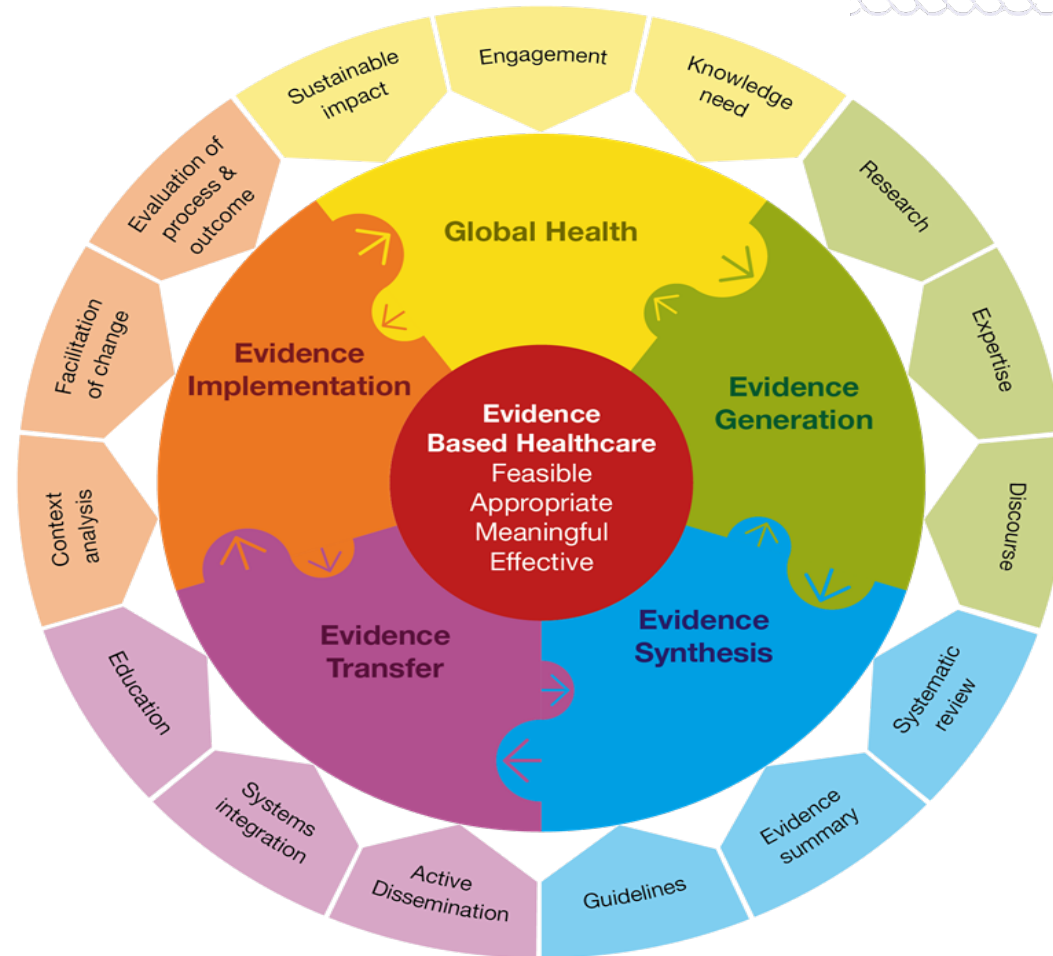 Sustainable
impact
Engagement
Knowledge
need
Research
Expertise
Discourse
Systematic
review
Evidence
summary
Guidelines
Active
Dissemination
Systems
integration
Education
Context
analysis
Facilitation
of change
Evaluation of
process &
outcome
Global Health
Evidence
Generation
Evidence
Synthesis
Evidence
Transfer
Evidence
Implementation
Evidence
Based Healthcare
Feasible
Appropriate
Meaningful
Effective